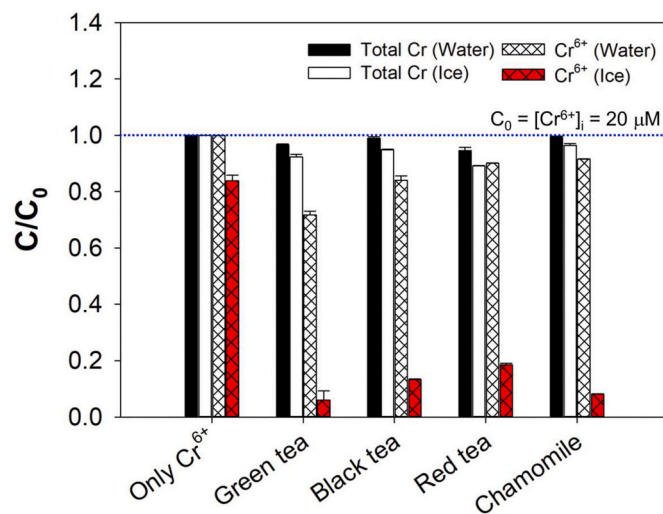 C/C₀
1.4
1.2
1.0
0.8
0.6
0.4
0.2
0.0
Total Cr (Water)
Total Cr (Ice)
Cr⁶⁺ (Water)
Cr⁶⁺ (Ice)
C₀ = [Cr⁶⁺]ᵢ = 20 μM
Only Cr⁶⁺
Green tea
Black tea
Red tea
Chamomile